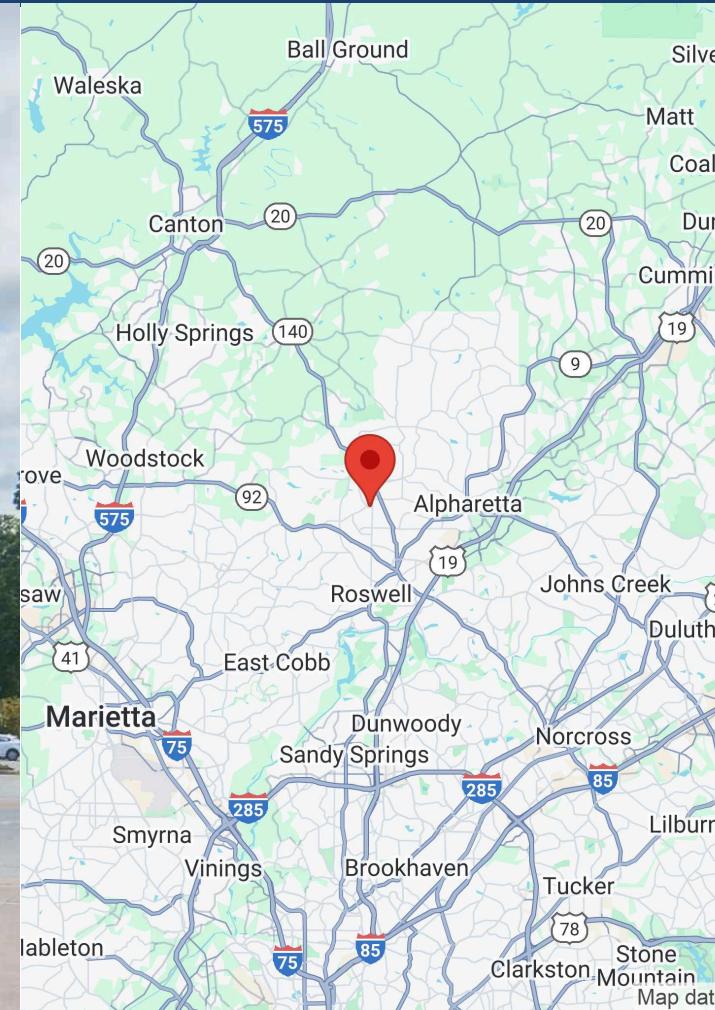 Ball Ground
Waleska
Silve
575
Matt
Coal
20
20
Canton
Dur
20
Cummi
19
Holly Springs
140
9
Woodstock
rove
92
Alpharetta
575
19
saw
Roswell
Johns Creek
Duluth
41
East Cobb
Marietta
Dunwoody
75
Norcross
Sandy Springs
85
285
285
Smyrna
Lilburr
Vinings
Brookhaven
Tucker
78
lableton
85
75
Stone
Clarkston
Mountain
Map dat